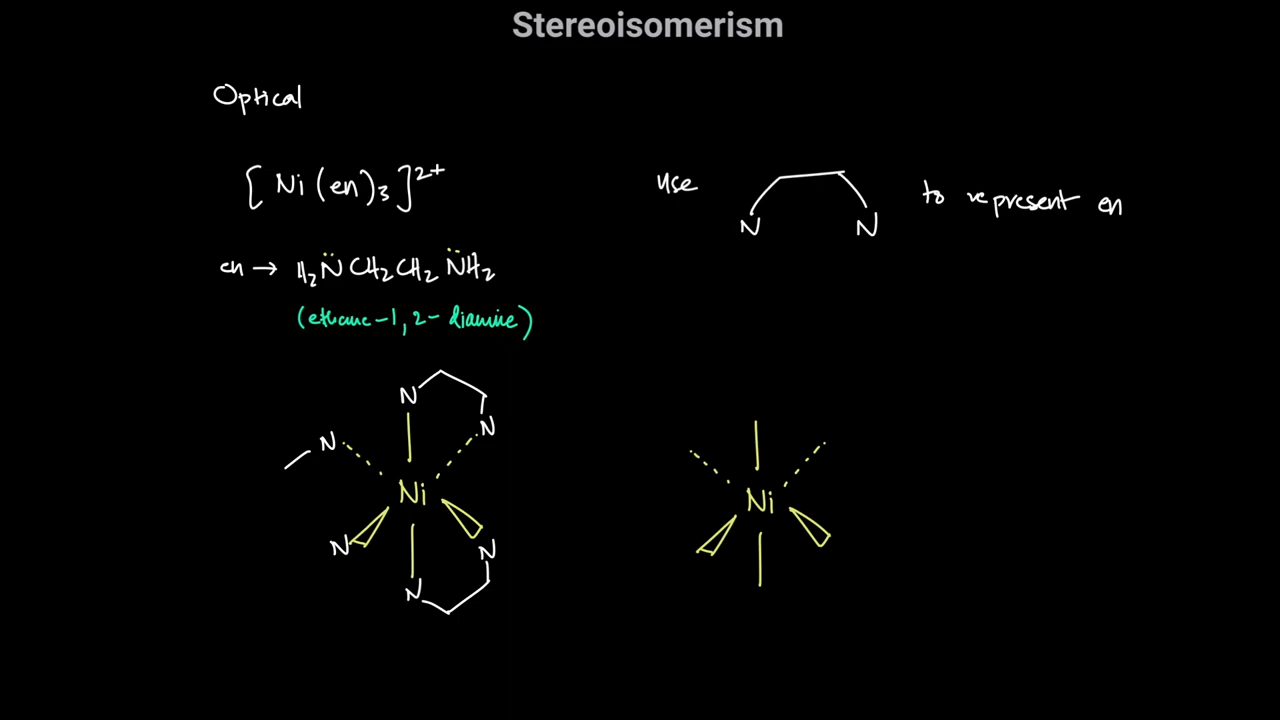 Stereoisomerism
Optical
[Ni(en)₃]²⁺
use N N to represent en
en → H₂N̈CH₂CH₂N̈H₂
(ethane-1,2-diamine)
N
N N
Ni Ni
N N
N